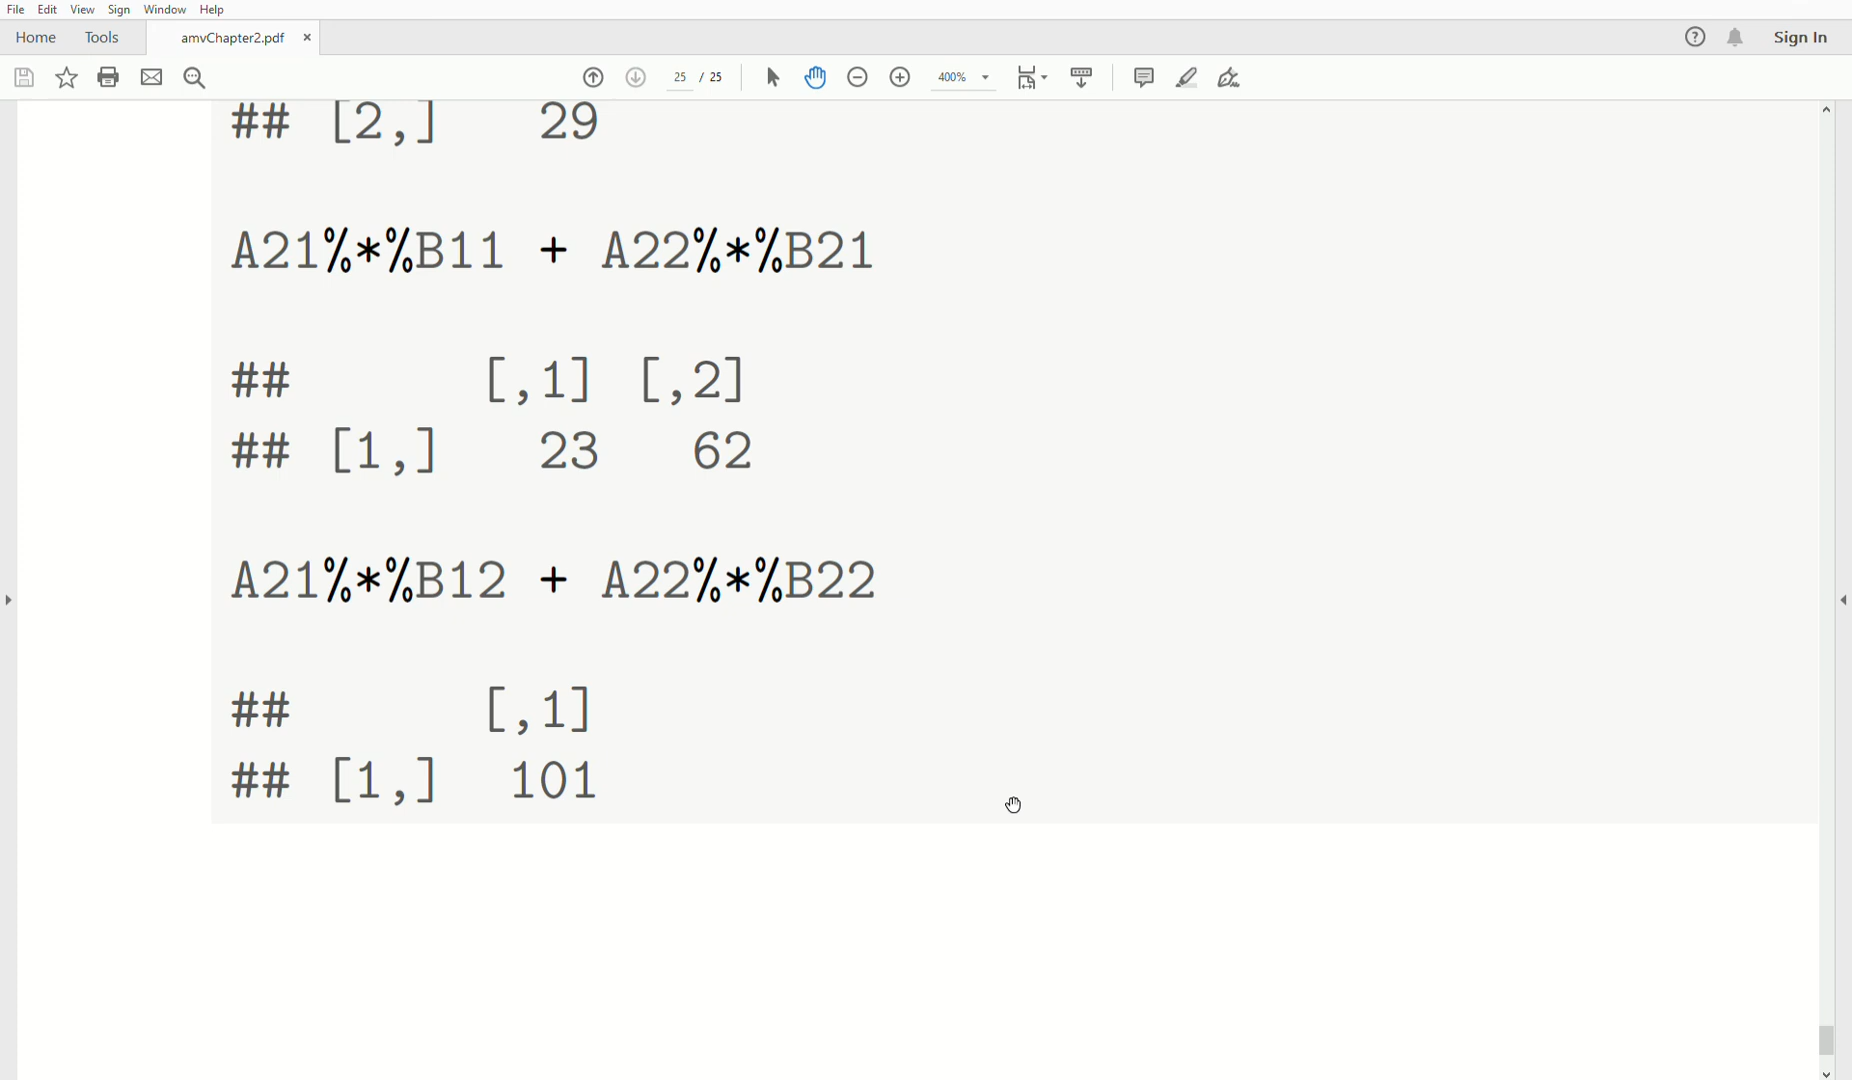 File Edit View Sign Window Help
Home Tools amvChapter2.pdf × ? Sign In
25 / 25 400%
## [2,] 29
A21%*%B11 + A22%*%B21
## [,1] [,2]
## [1,] 23 62
A21%*%B12 + A22%*%B22
## [,1]
## [1,] 101